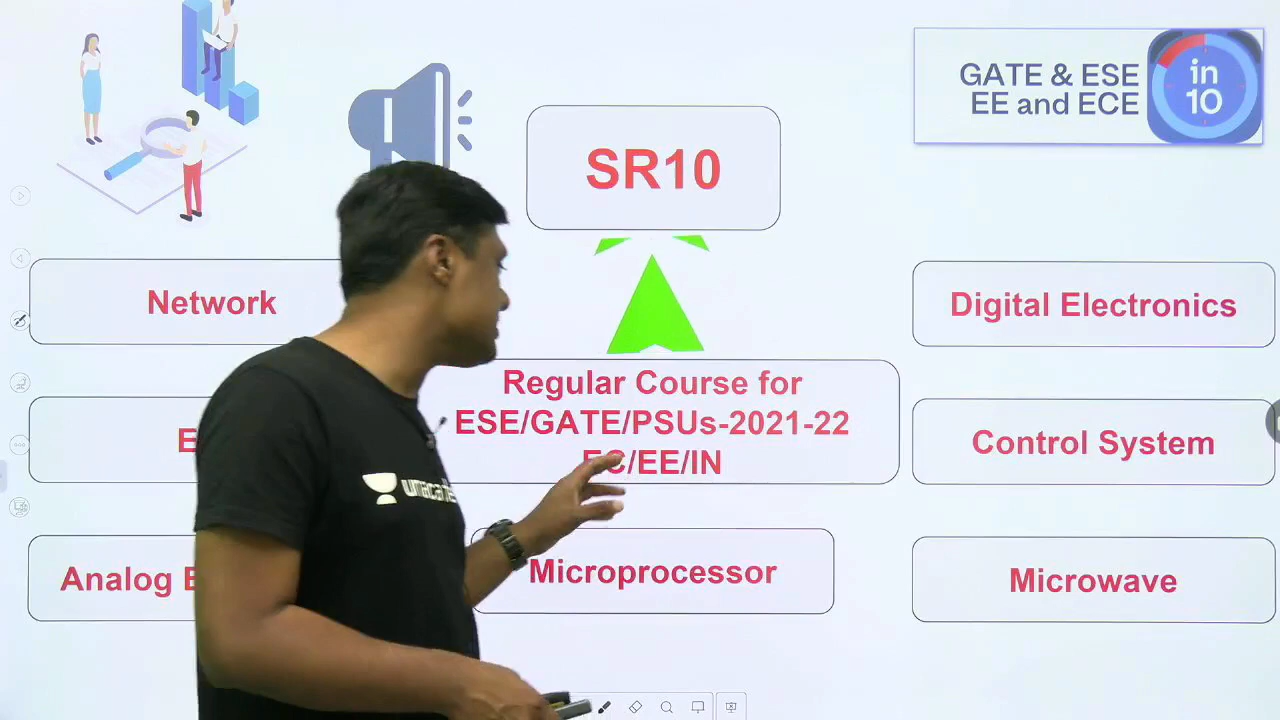 GATE & ESE
EE and ECE
in
10
SR10
Network
Digital Electronics
Regular Course for
ESE/GATE/PSUs-2021-22
EC/EE/IN
Control System
Analog
Microprocessor
Microwave